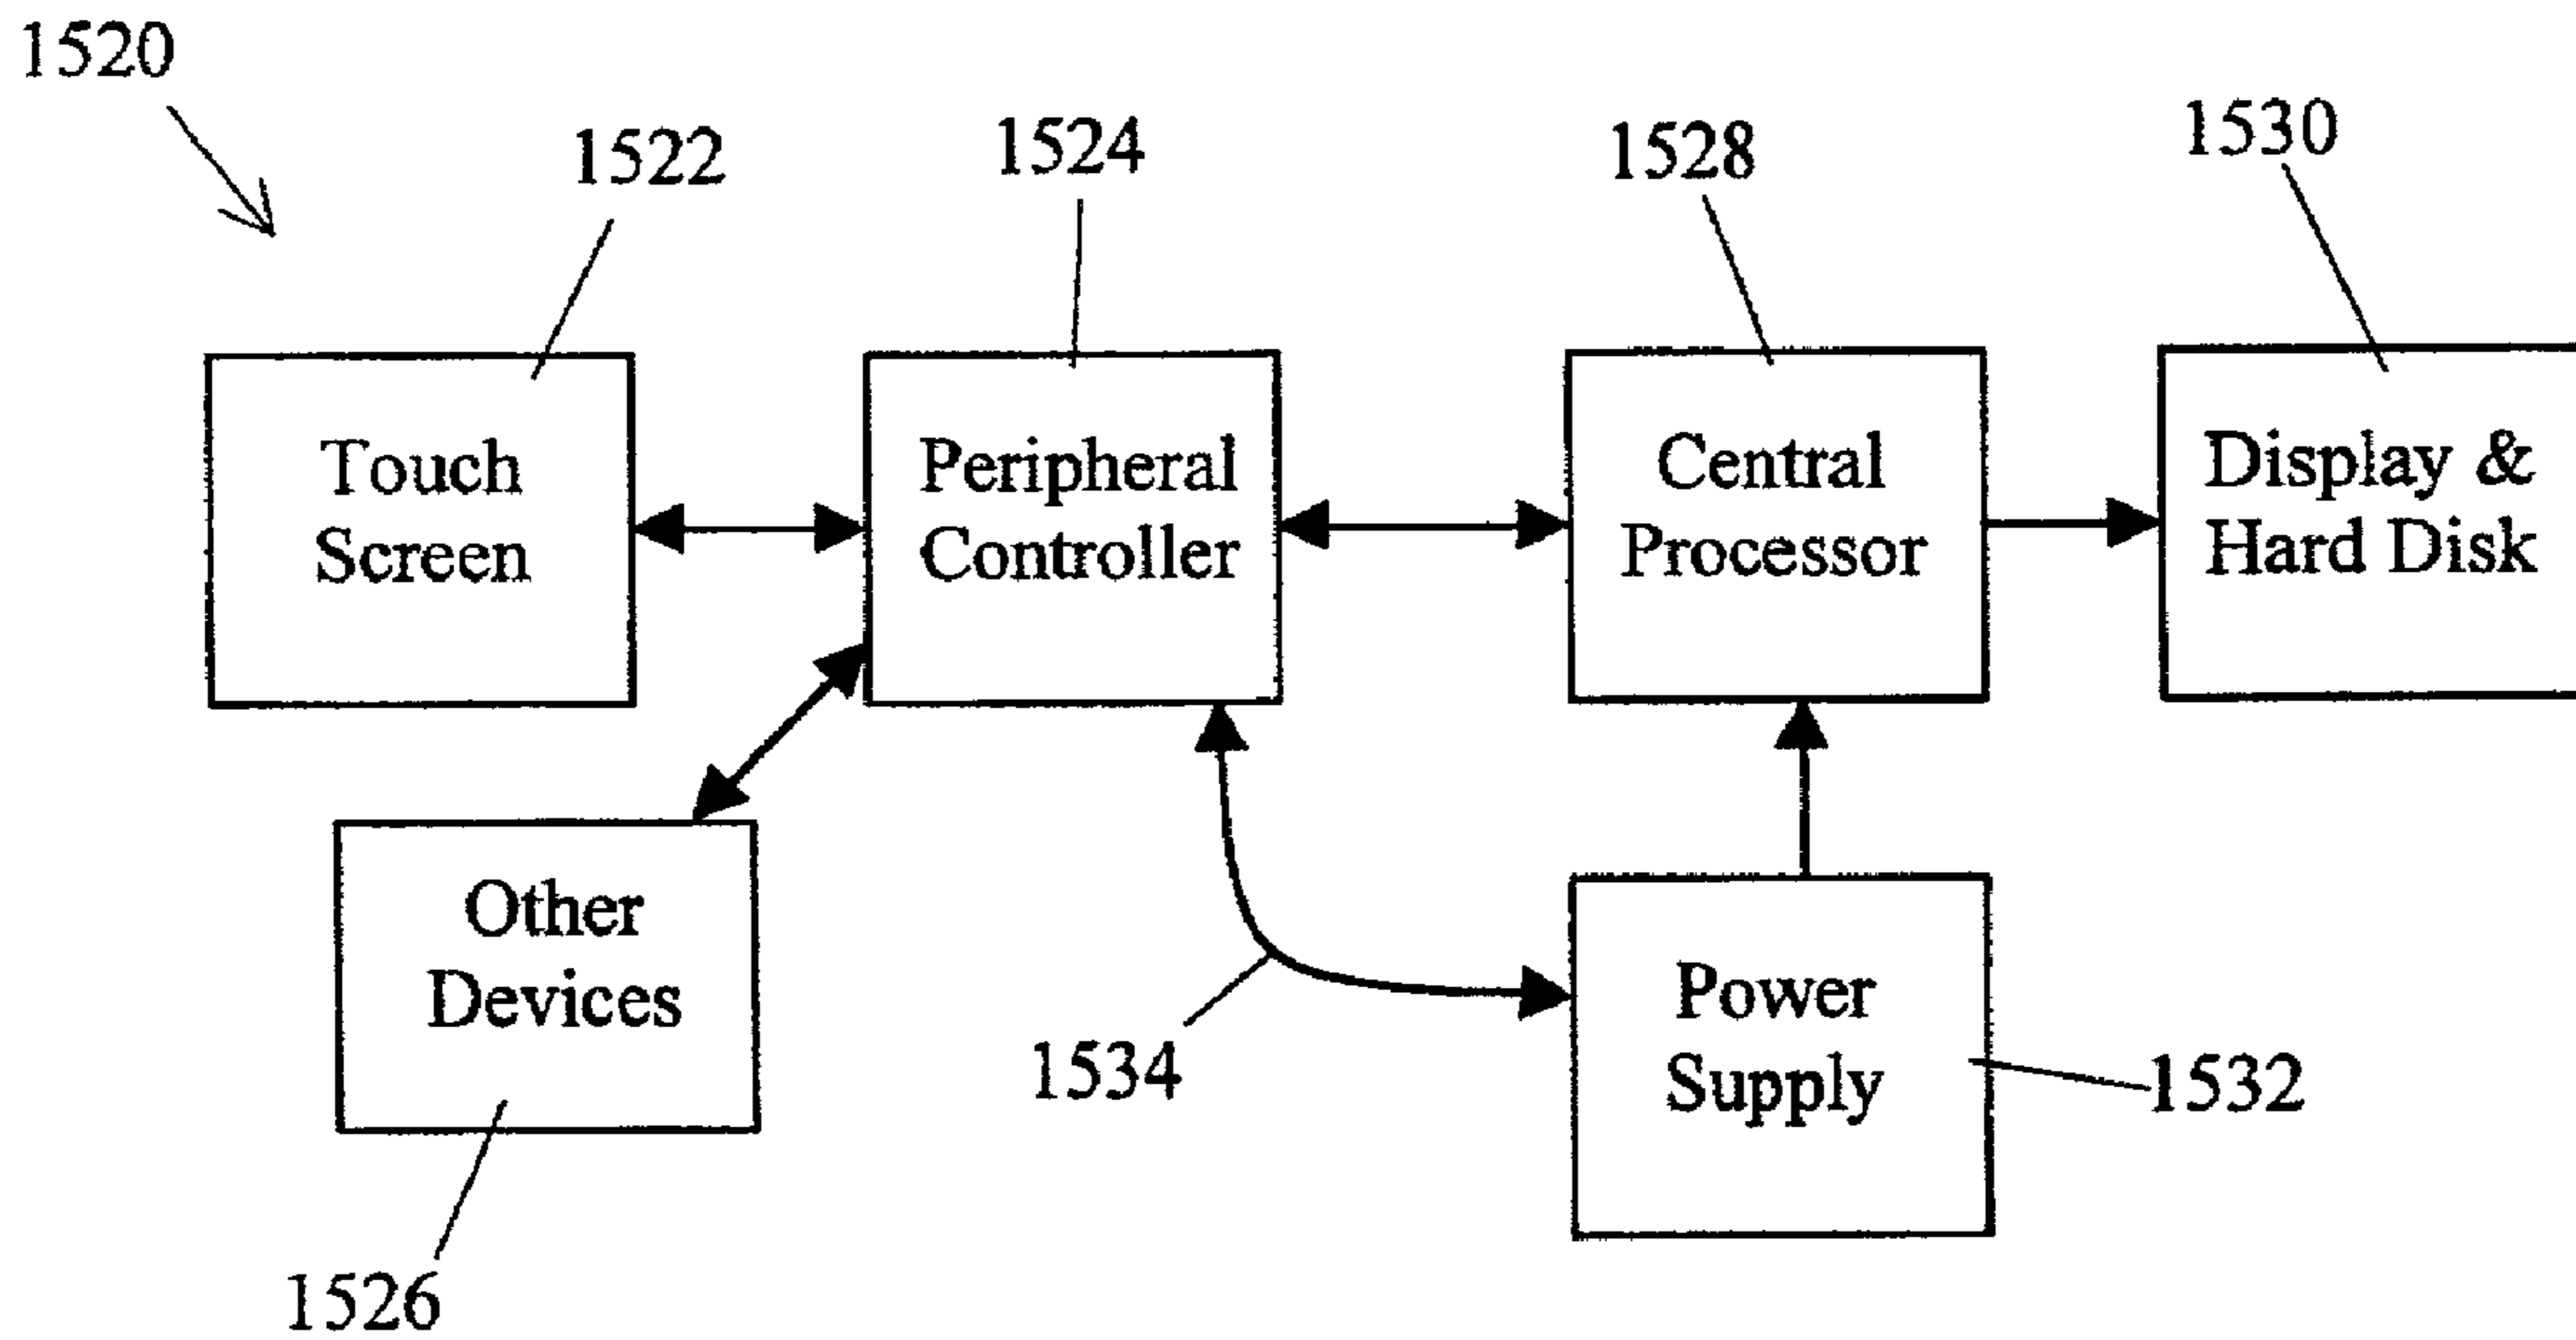 1520
1522
1524
1528
1530
Touch
Screen
Peripheral
Controller
Central
Processor
Display &
Hard Disk
Other
Devices
Power
Supply
1534
1532
1526